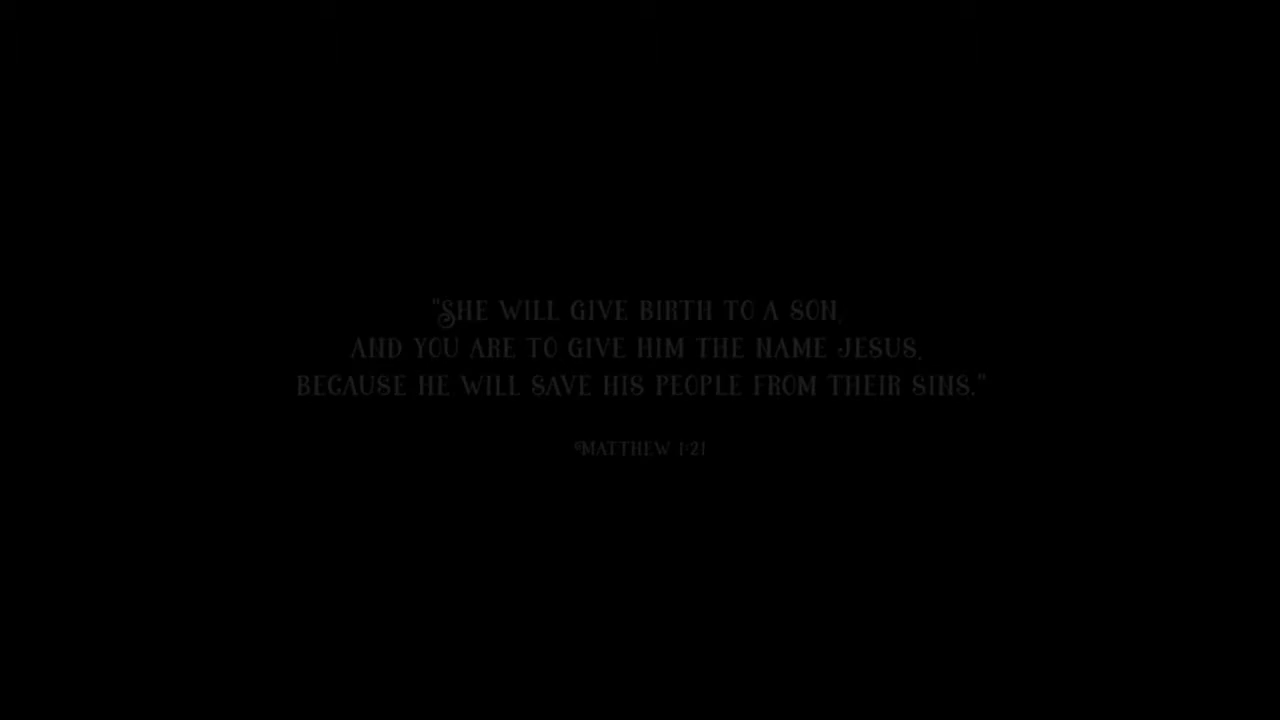 "She will give birth to a son,
and you are to give him the name Jesus,
because he will save his people from their sins."
Matthew 1:21